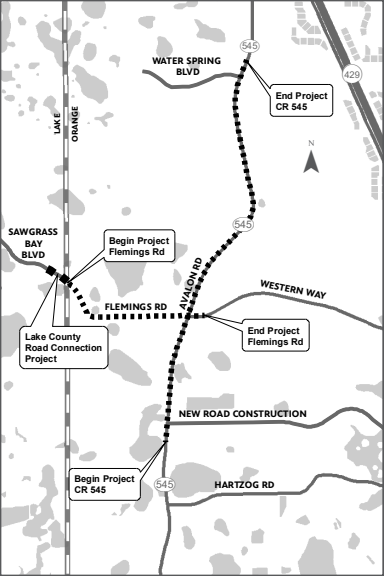 545
WATER SPRING
BLVD
429
End Project
CR 545
LAKE
ORANGE
N
545
SAWGRASS
BAY
BLVD
Begin Project
Flemings Rd
AVALON RD
WESTERN WAY
FLEMINGS RD
Lake County
Road Connection
Project
End Project
Flemings Rd
NEW ROAD CONSTRUCTION
Begin Project
CR 545
545
HARTZOG RD
545